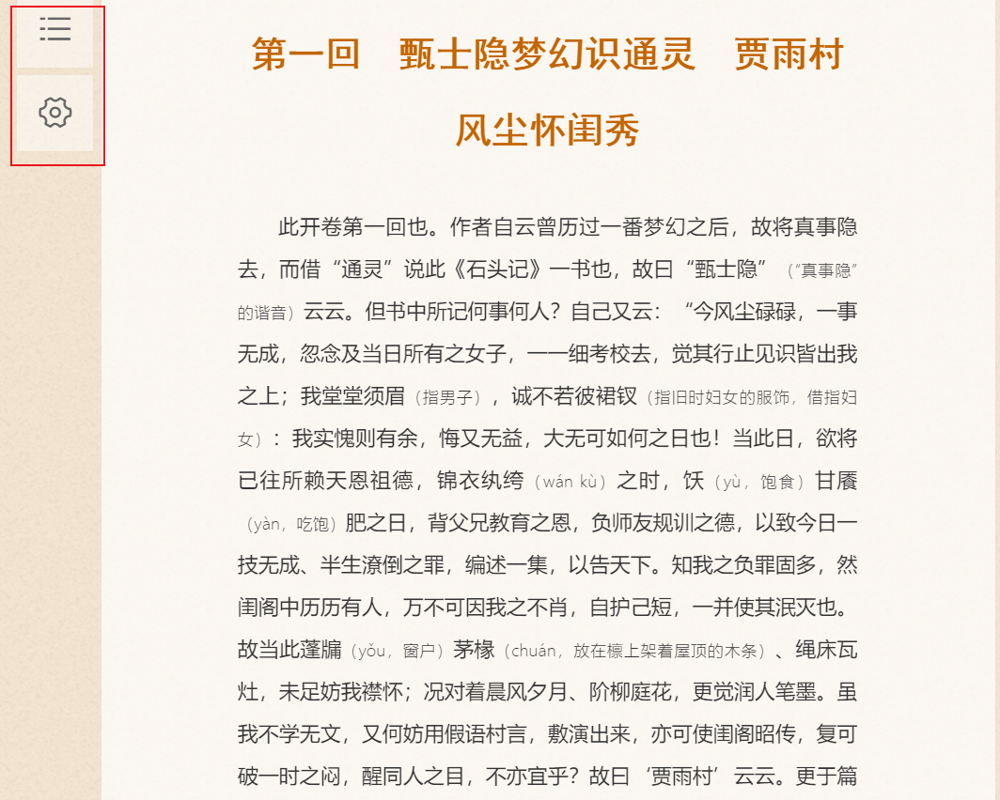 第一回　甄士隐梦幻识通灵　贾雨村
风尘怀闺秀
此开卷第一回也。作者自云曾历过一番梦幻之后，故将真事隐
去，而借“通灵”说此《石头记》一书也，故曰“甄士隐”（“真事隐”
的谐音）云云。但书中所记何事何人？自己又云：“今风尘碌碌，一事
无成，忽念及当日所有之女子，一一细考校去，觉其行止见识皆出我
之上；我堂堂须眉（指男子），诚不若彼裙钗（指旧时妇女的服饰，借指妇
女）：我实愧则有余，悔又无益，大无可如何之日也！当此日，欲将
已往所赖天恩祖德，锦衣纨绔（wán kù）之时，饫（yù，饱食）甘餍
（yàn，吃饱）肥之日，背父兄教育之恩，负师友规训之德，以致今日一
技无成、半生潦倒之罪，编述一集，以告天下。知我之负罪固多，然
闺阁中历历有人，万不可因我之不肖，自护己短，一并使其泯灭也。
故当此蓬牖（yǒu，窗户）茅椽（chuán，放在檩上架着屋顶的木条）、绳床瓦
灶，未足妨我襟怀；况对着晨风夕月、阶柳庭花，更觉润人笔墨。虽
我不学无文，又何妨用假语村言，敷演出来，亦可使闺阁昭传，复可
破一时之闷，醒同人之目，不亦宜乎？故曰‘贾雨村’云云。更于篇